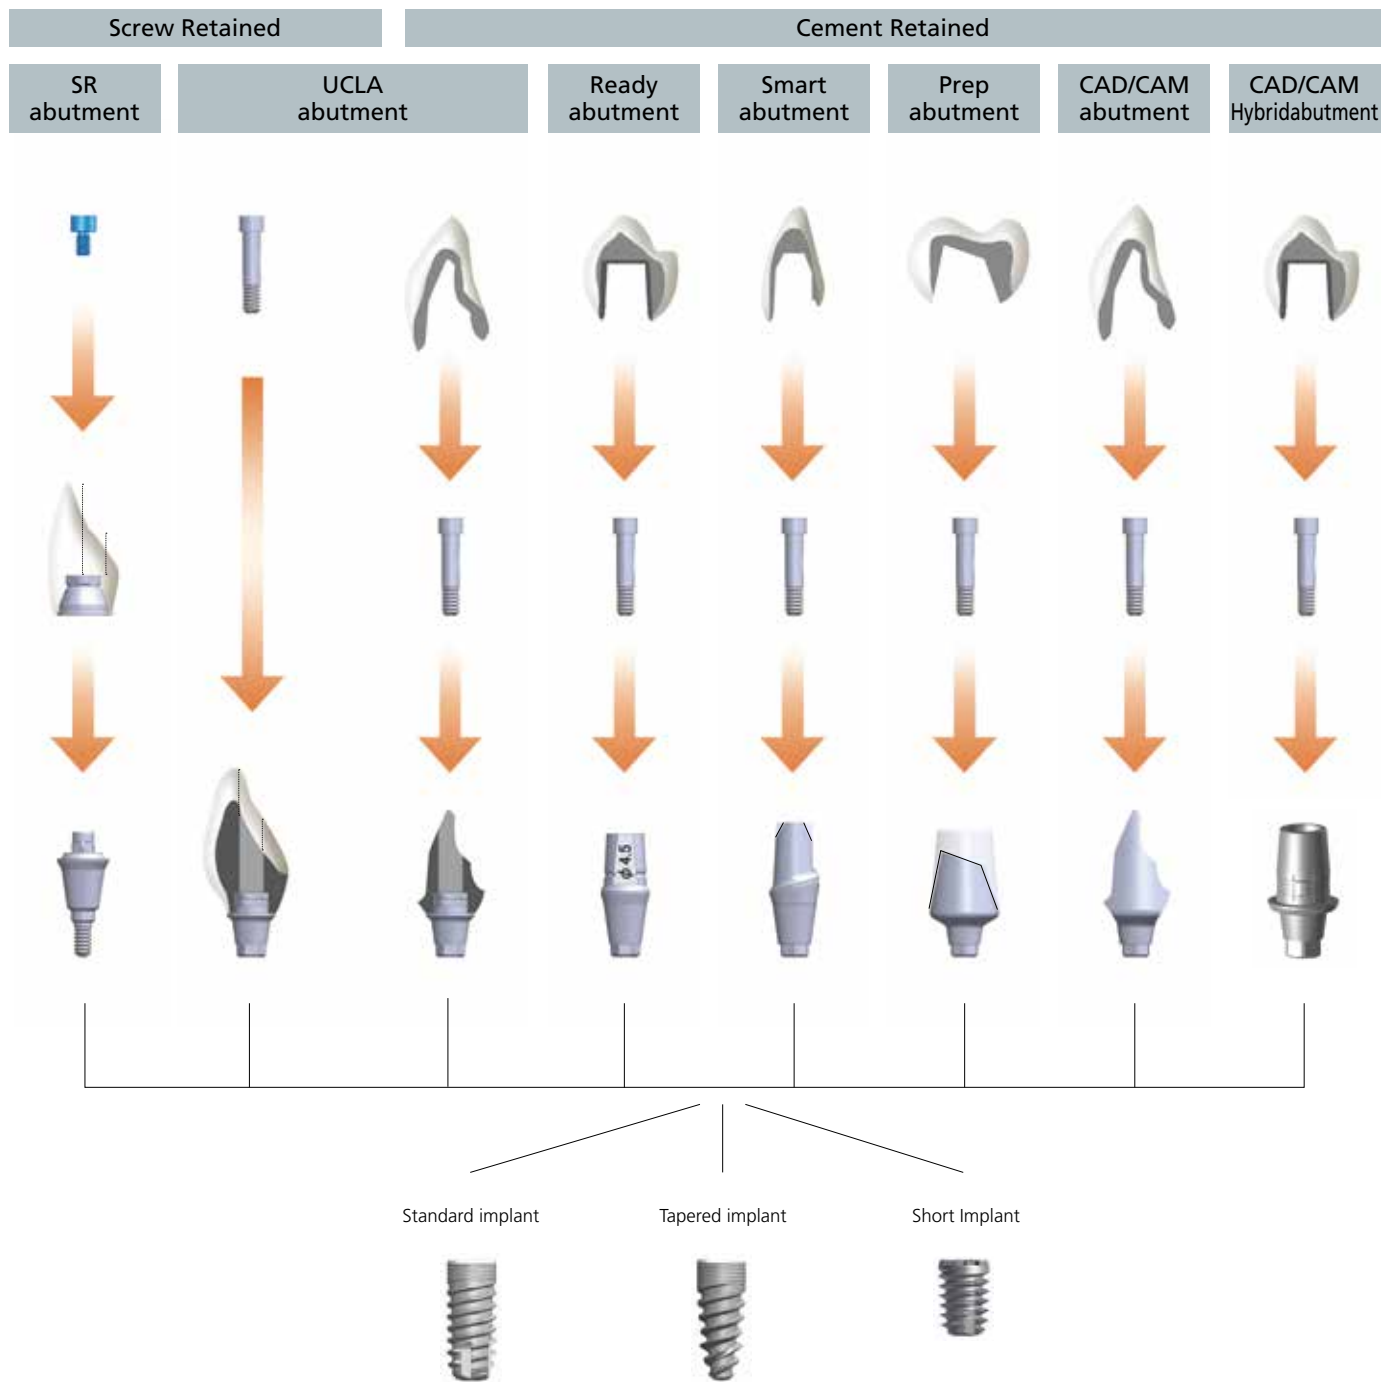 Screw Retained
Cement Retained
SR
abutment
UCLA
abutment
Ready
abutment
Smart
abutment
Prep
abutment
CAD/CAM
abutment
CAD/CAM
Hybridabutment
ϕ 4.5
Standard implant
Tapered implant
Short Implant